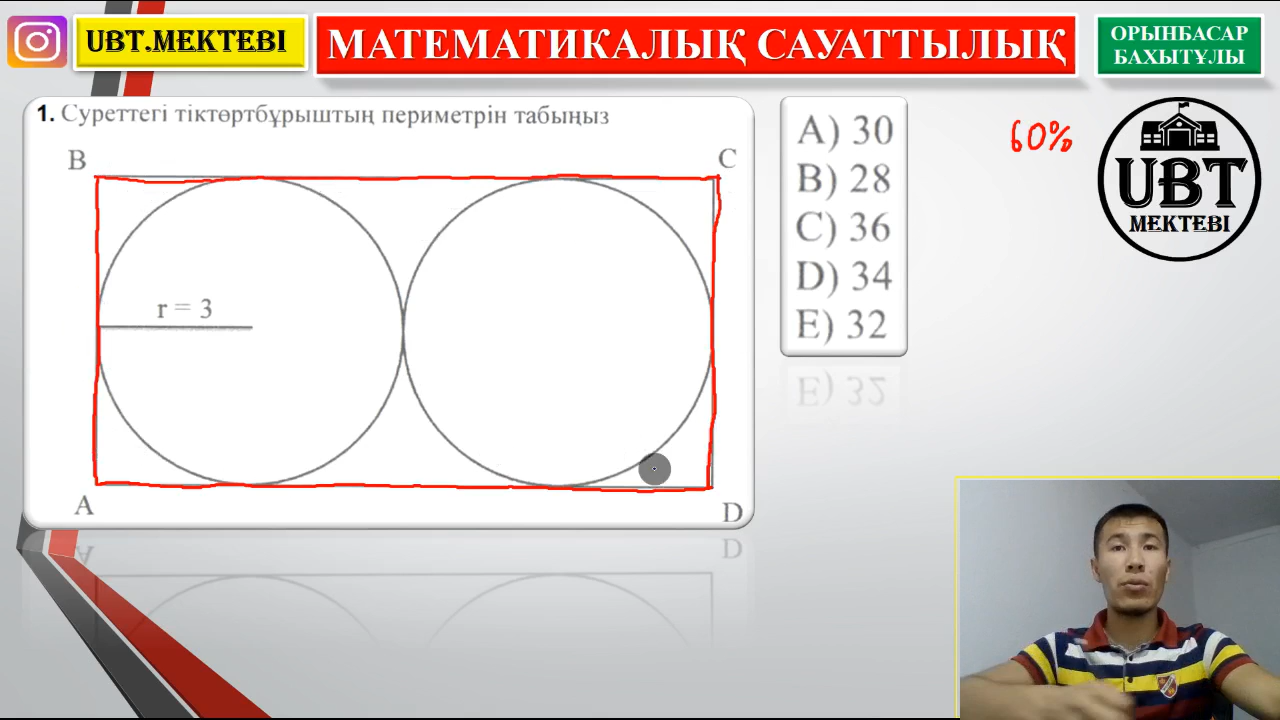 UBT.MEKTEBI
МАТЕМАТИКАЛЫҚ САУАТТЫЛЫҚ
ОРЫНБАСАР
БАХЫТҰЛЫ
1. Суреттегі тіктөртбұрыштың периметрін табыңыз
B
C
r = 3
A
D
A) 30
B) 28
C) 36
D) 34
E) 32
60%
UBT
MEKTEBI